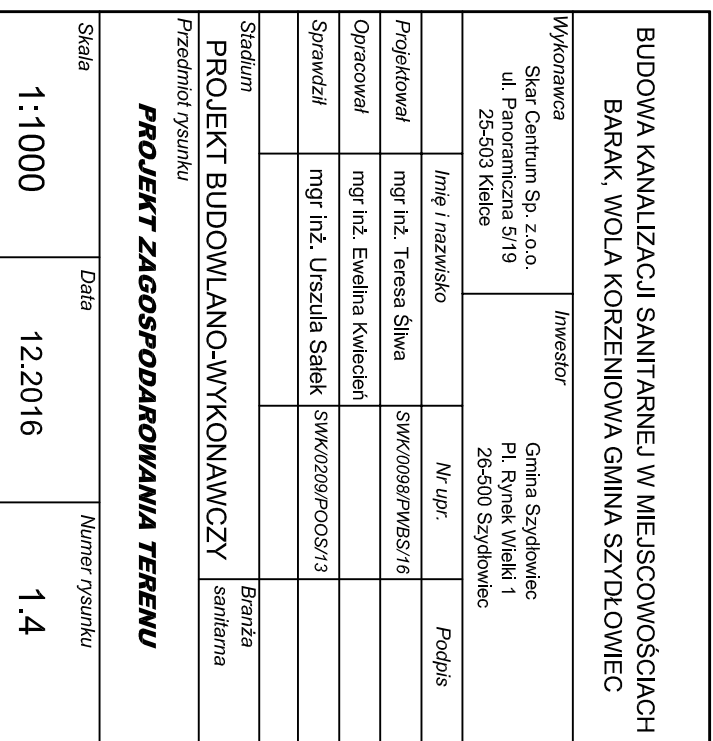 BUDOWA KANALIZACJI SANITARNEJ W MIEJSCOWOŚCIACH
BARAK, WOLA KORZENIOWA GMINA SZYDŁOWIEC
Wykonawca
Skar Centrum Sp. z.o.o.
ul. Panoramiczna 5/19
25-503 Kielce
Inwestor
Gmina Szydłowiec
Pl. Rynek Wielki 1
26-500 Szydłowiec
Imię i nazwisko Nr upr. Podpis
Projektował mgr inż. Teresa Śliwa SWK/0098/PWBS/16
Opracował mgr inż. Ewelina Kwiecień
Sprawdził mgr inż. Urszula Sałek SWK/0209/POOS/13
Stadium
PROJEKT BUDOWLANO-WYKONAWCZY
Branża
sanitarna
Przedmiot rysunku
PROJEKT ZAGOSPODAROWANIA TERENU
Skala
1:1000
Data
12.2016
Numer rysunku
1.4